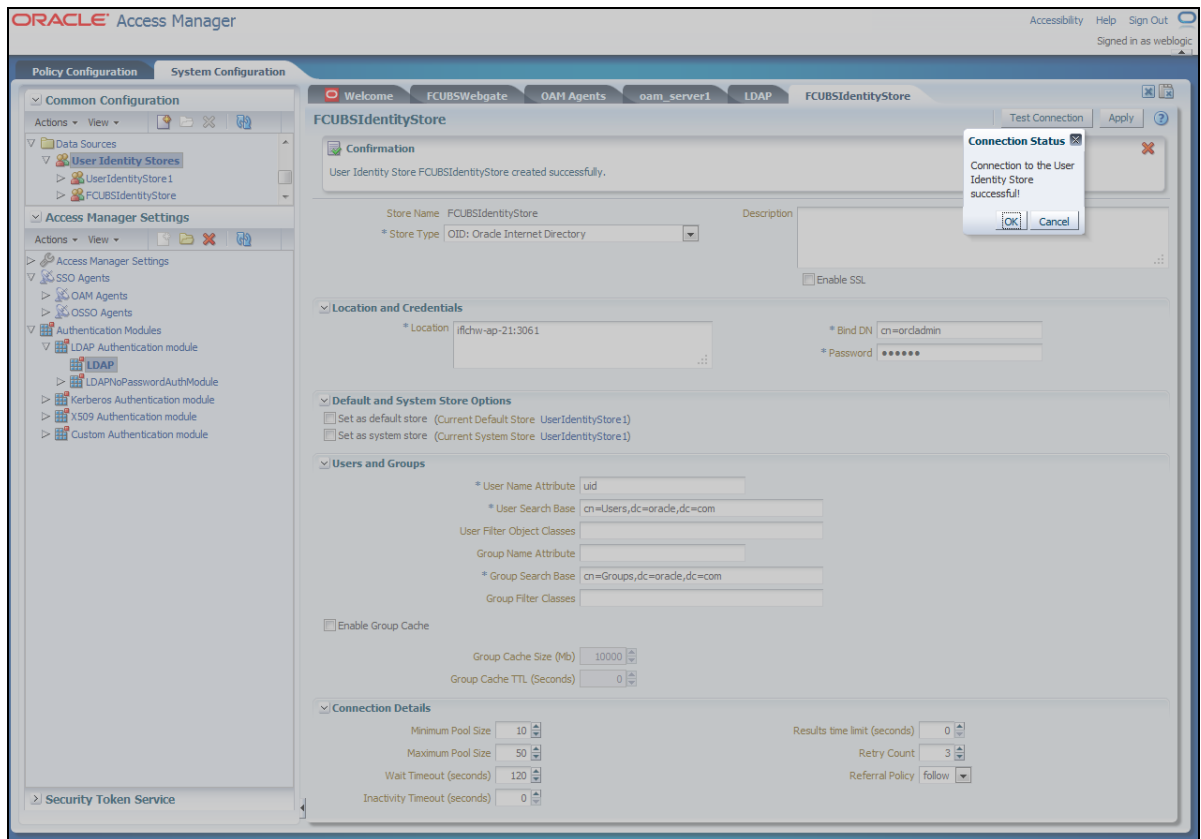 ORACLE Access Manager
Accessibility Help Sign Out
Signed in as weblogic
Policy Configuration System Configuration
Common Configuration
Actions View
Data Sources
User Identity Stores
UserIdentityStore1
FCUBSIdentityStore
Access Manager Settings
Actions View
Access Manager Settings
SSO Agents
OAM Agents
OSSO Agents
Authentication Modules
LDAP Authentication module
LDAP
LDAPNoPasswordAuthModule
Kerberos Authentication module
X509 Authentication module
Custom Authentication module
Security Token Service
Welcome FCUBSWebgate OAM Agents oam_server1 LDAP FCUBSIdentityStore
FCUBSIdentityStore
Test Connection Apply ?
Confirmation
User Identity Store FCUBSIdentityStore created successfully.
Connection Status
Connection to the User
Identity Store
successful!
OK Cancel
Store Name FCUBSIdentityStore
Description
* Store Type OID: Oracle Internet Directory
Enable SSL
Location and Credentials
* Location iflchw-ap-21:3061
* Bind DN cn=orcladmin
* Password ••••••
Default and System Store Options
Set as default store (Current Default Store UserIdentityStore1)
Set as system store (Current System Store UserIdentityStore1)
Users and Groups
* User Name Attribute uid
* User Search Base cn=Users,dc=oracle,dc=com
User Filter Object Classes
Group Name Attribute
* Group Search Base cn=Groups,dc=oracle,dc=com
Group Filter Classes
Enable Group Cache
Group Cache Size (Mb) 10000
Group Cache TTL (Seconds) 0
Connection Details
Minimum Pool Size 10
Results time limit (seconds) 0
Maximum Pool Size 50
Retry Count 3
Wait Timeout (seconds) 120
Referral Policy follow
Inactivity Timeout (seconds) 0